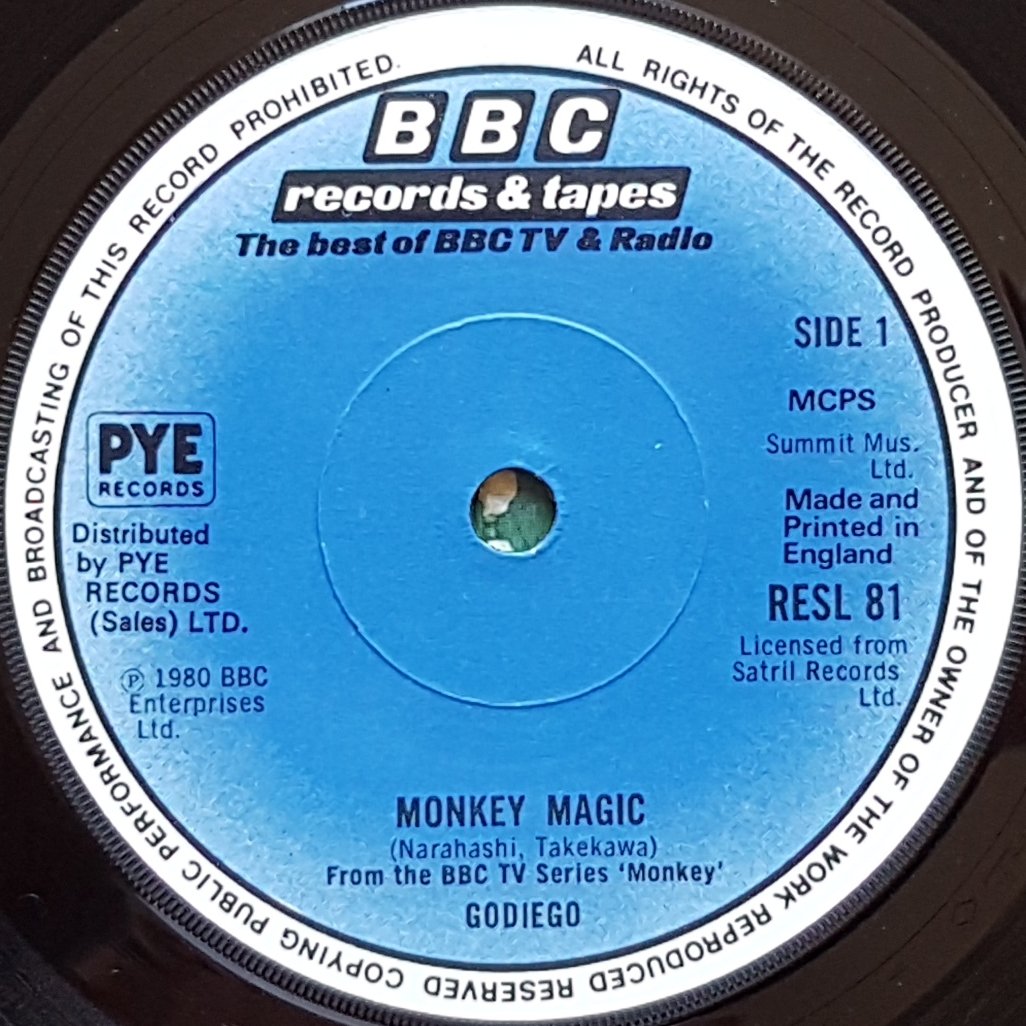 ALL RIGHTS OF THE RECORD PRODUCER AND OF THE OWNER OF THE WORK REPRODUCED RESERVED COPYING PUBLIC PERFORMANCE AND BROADCASTING OF THIS RECORD PROHIBITED.
BBC
records & tapes
The best of BBC TV & Radio
SIDE 1
MCPS
Summit Mus.
Ltd.
Made and
Printed in
England
RESL 81
Licensed from
Satril Records
Ltd.
PYE
RECORDS
Distributed
by PYE
RECORDS
(Sales) LTD.
℗ 1980 BBC
Enterprises
Ltd.
MONKEY MAGIC
(Narahashi, Takekawa)
From the BBC TV Series ‘Monkey’
GODIEGO